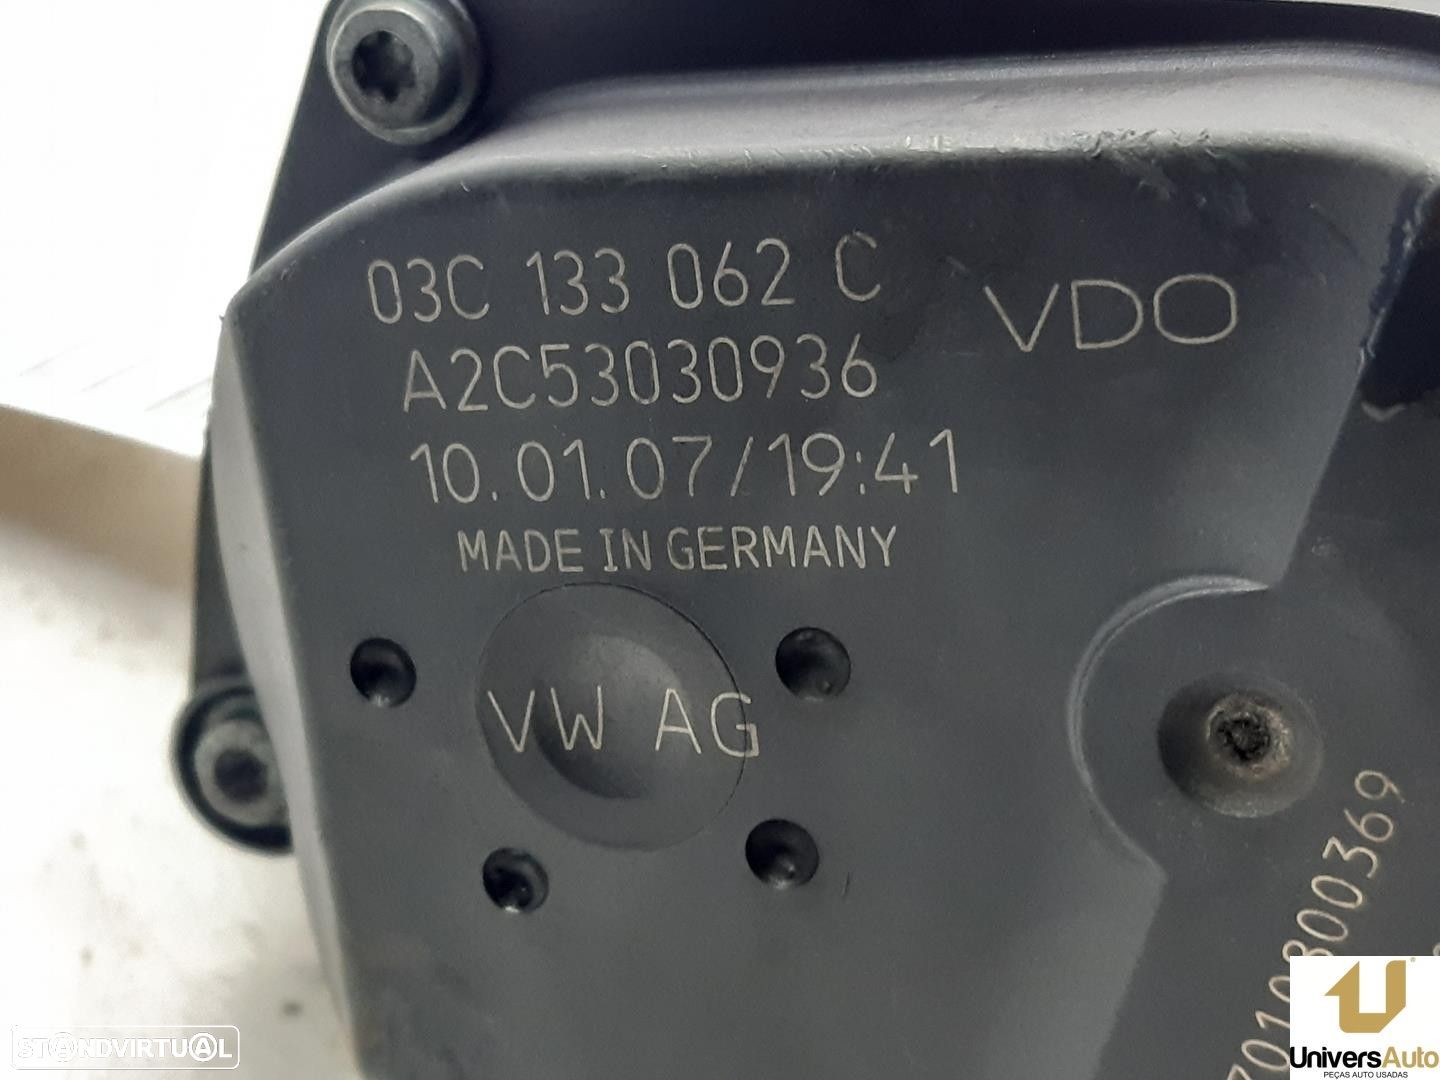 03C 133 062 C
VDO
A2C53030936
10.01.07/19:41
MADE IN GERMANY
VW AG
STANDVIRTUAL
UniversAuto
PEÇAS AUTO USADAS